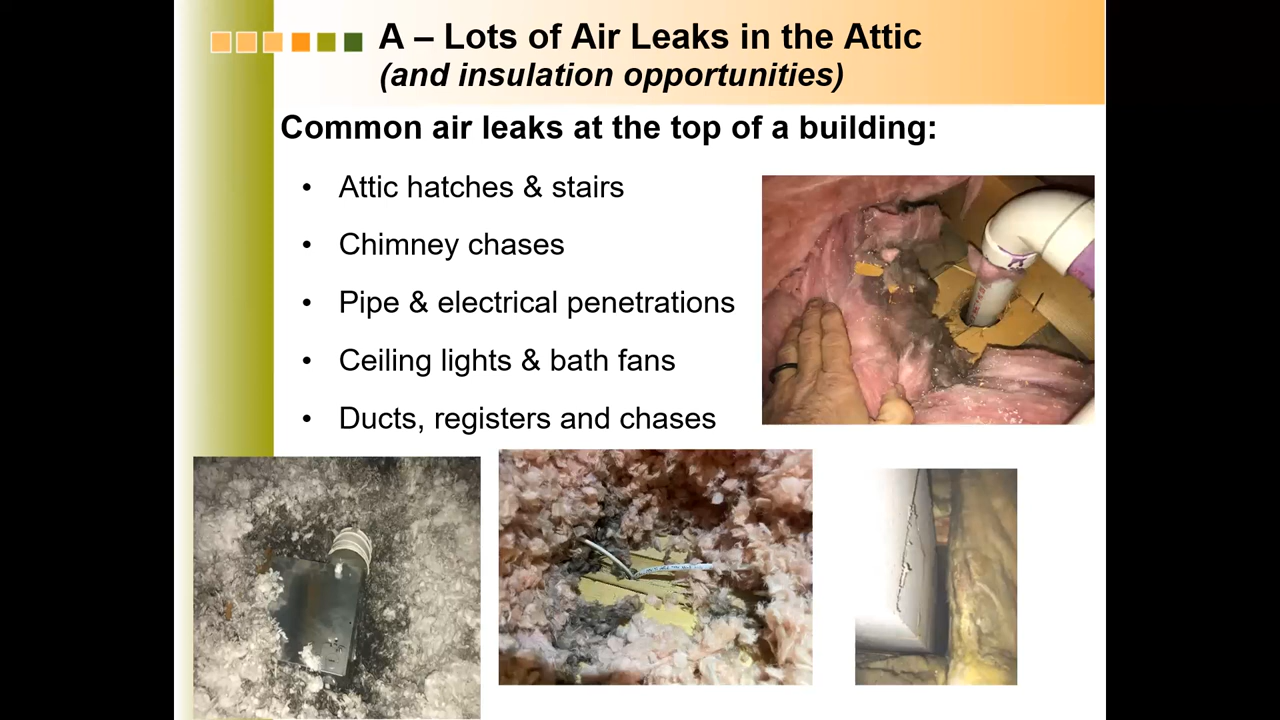 A – Lots of Air Leaks in the Attic
(and insulation opportunities)
Common air leaks at the top of a building:
• Attic hatches & stairs
• Chimney chases
• Pipe & electrical penetrations
• Ceiling lights & bath fans
• Ducts, registers and chases